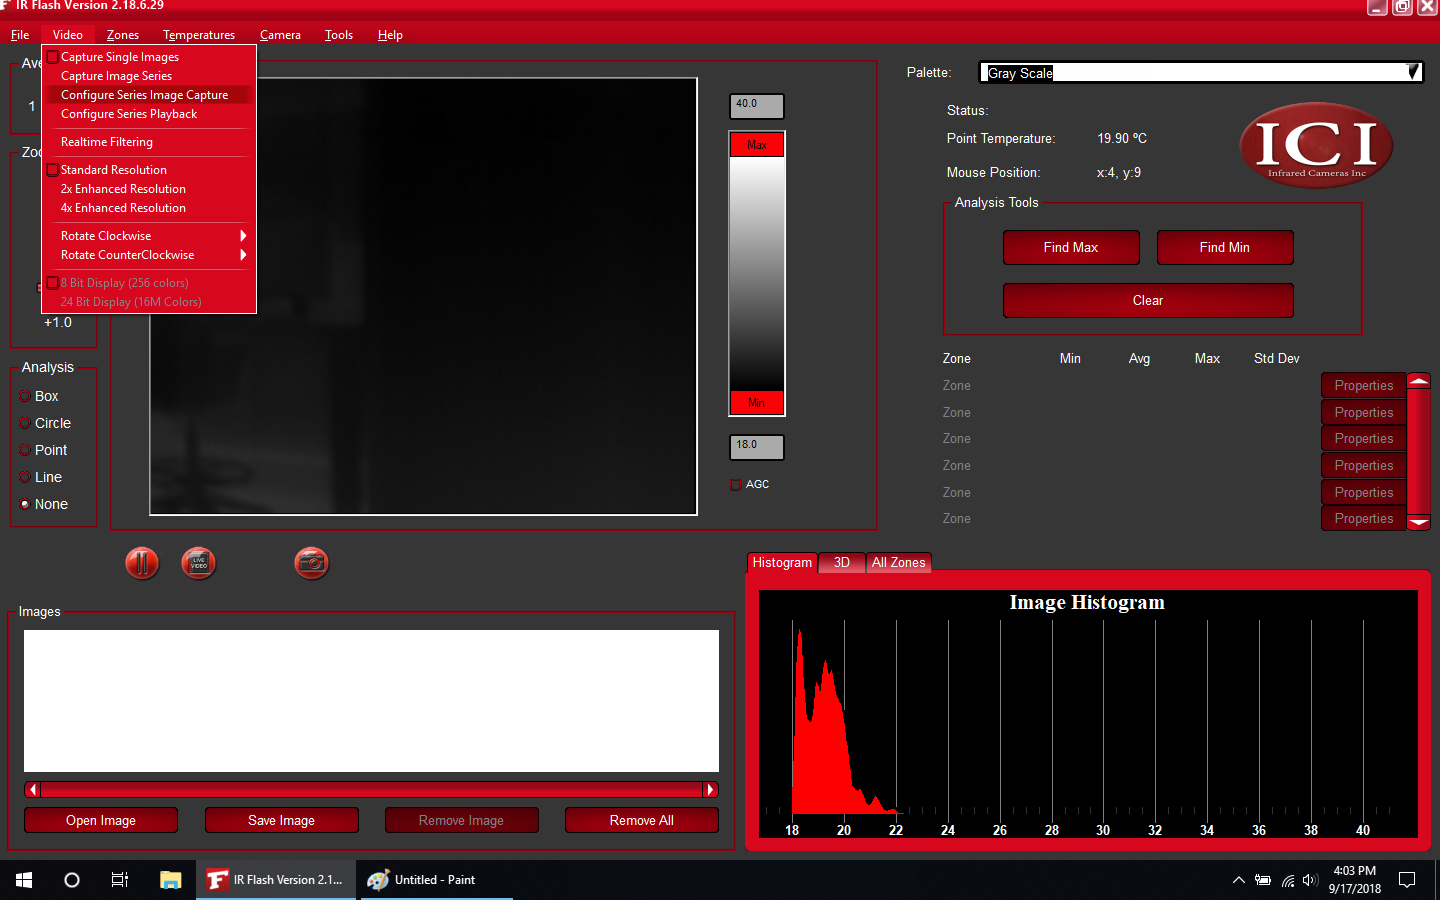 IR Flash Version 2.18.6.29
File Video Zones Temperatures Camera Tools Help
Capture Single Images
Capture Image Series
Configure Series Image Capture
Configure Series Playback
Realtime Filtering
Standard Resolution
2x Enhanced Resolution
4x Enhanced Resolution
Rotate Clockwise
Rotate CounterClockwise
8 Bit Display (256 colors)
24 Bit Display (16M Colors)
Ave
1
Zoo
+1.0
Analysis
Box
Circle
Point
Line
None
40.0
Max
Min
18.0
AGC
Palette: Gray Scale
Status:
Point Temperature: 19.90 ºC
Mouse Position: x:4, y:9
ICI
Infrared Cameras Inc
Analysis Tools
Find Max Find Min
Clear
Zone Min Avg Max Std Dev
Zone Properties
Zone Properties
Zone Properties
Zone Properties
Zone Properties
Zone Properties
LIVE
VIDEO
Images
Open Image Save Image Remove Image Remove All
Histogram 3D All Zones
Image Histogram
18 20 22 24 26 28 30 32 34 36 38 40
IR Flash Version 2.1... Untitled - Paint
4:03 PM
9/17/2018